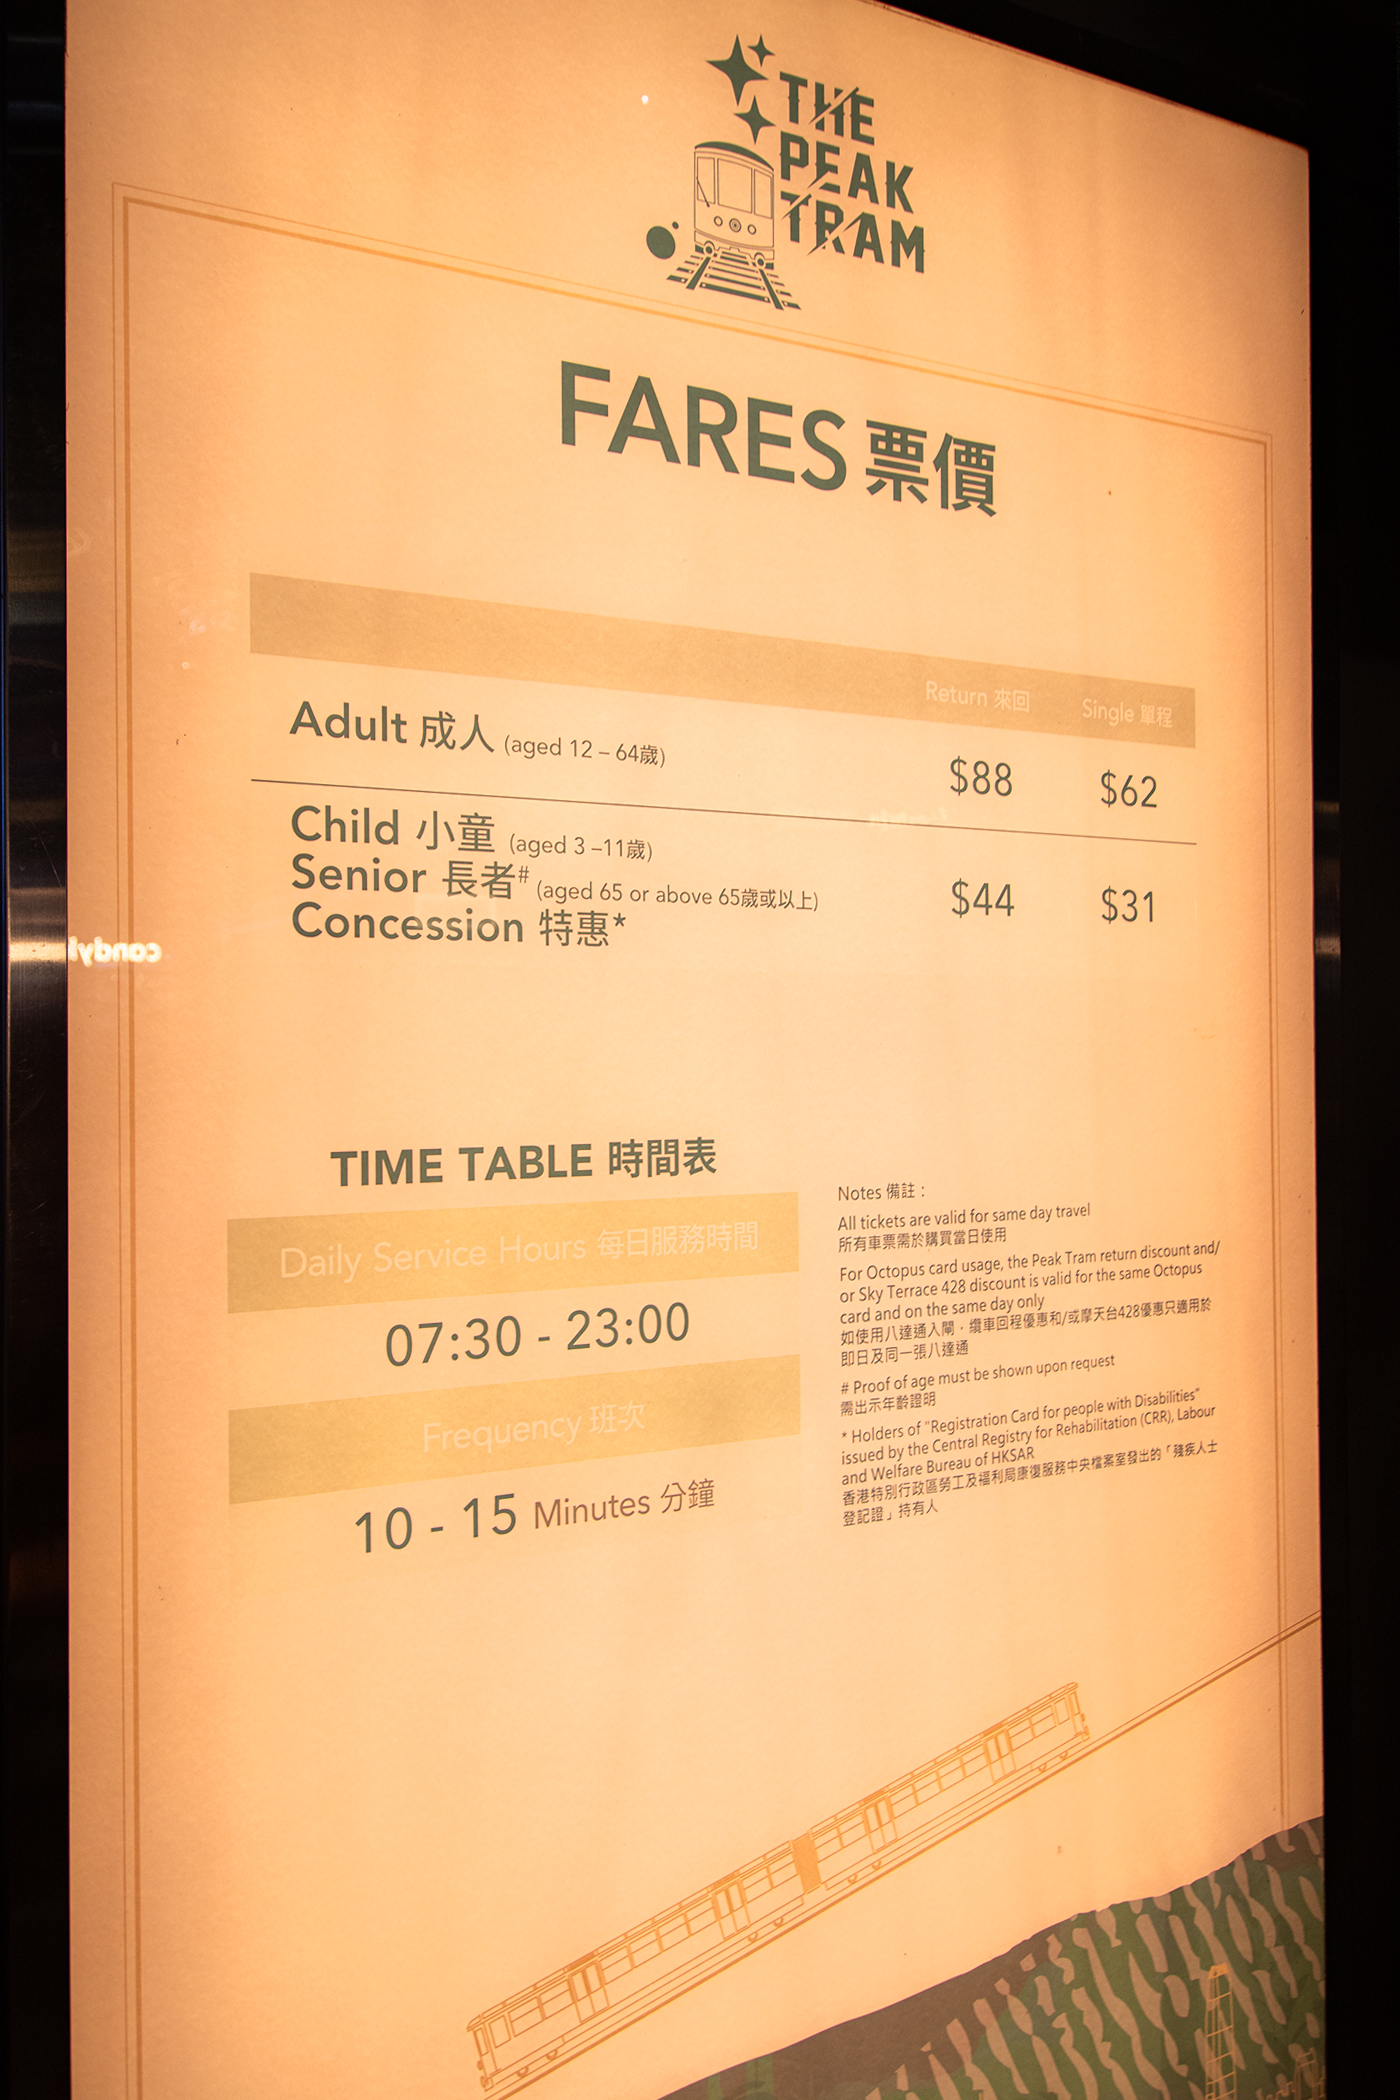 THE
PEAK
TRAM
FARES 票價
Return 來回 Single 單程
Adult 成人 (aged 12 – 64歲) $88 $62
Child 小童 (aged 3 –11歲)
Senior 長者# (aged 65 or above 65歲或以上) $44 $31
Concession 特惠*
candyl
TIME TABLE 時間表
Daily Service Hours 每日服務時間
07:30 - 23:00
Frequency 班次
10 - 15 Minutes 分鐘
Notes 備註 :
All tickets are valid for same day travel
所有車票需於購買當日使用
For Octopus card usage, the Peak Tram return discount and/
or Sky Terrace 428 discount is valid for the same Octopus
card and on the same day only
如使用八達通入閘，纜車回程優惠和/或摩天台428優惠只適用於
即日及同一張八達通
# Proof of age must be shown upon request
需出示年齡證明
* Holders of "Registration Card for people with Disabilities"
issued by the Central Registry for Rehabilitation (CRR), Labour
and Welfare Bureau of HKSAR
香港特別行政區勞工及福利局康復服務中央檔案室發出的「殘疾人士
登記證」持有人